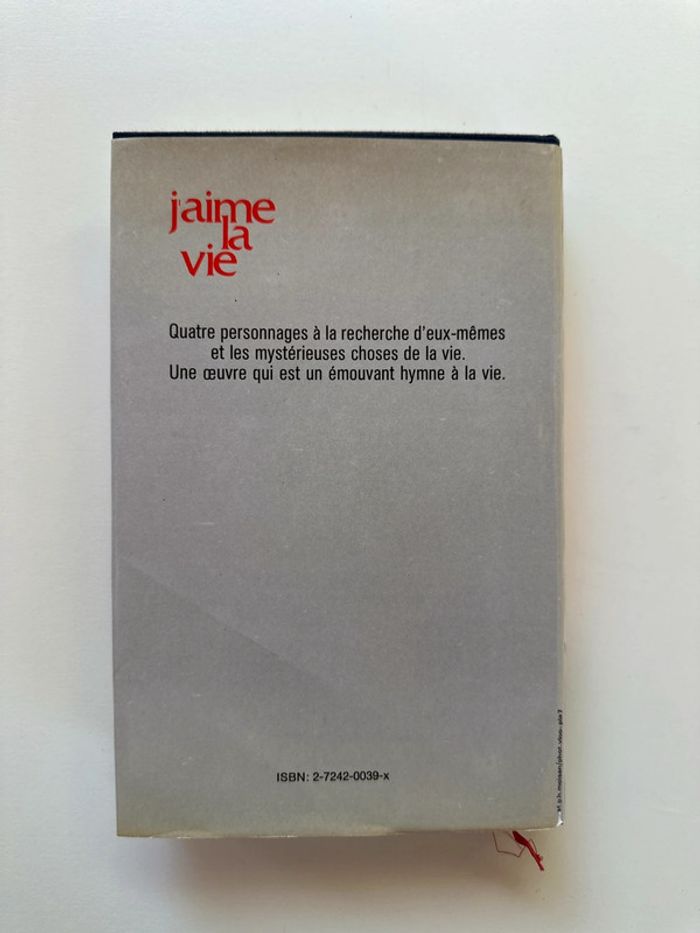 j'aime
la
vie
Quatre personnages à la recherche d'eux-mêmes
et les mystérieuses choses de la vie.
Une œuvre qui est un émouvant hymne à la vie.
ISBN: 2-7242-0039-x